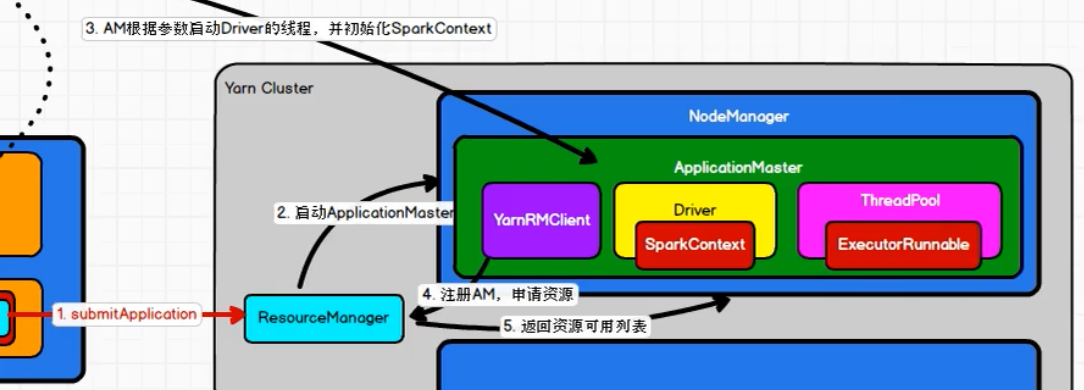 3. AM根据参数启动Driver的线程，并初始化SparkContext
Yarn Cluster
NodeManager
ApplicationMaster
2. 启动ApplicationMaster
YarnRMClient
Driver
SparkContext
ThreadPool
ExecutorRunnable
1. submitApplication
ResourceManager
4. 注册AM，申请资源
5. 返回资源可用列表